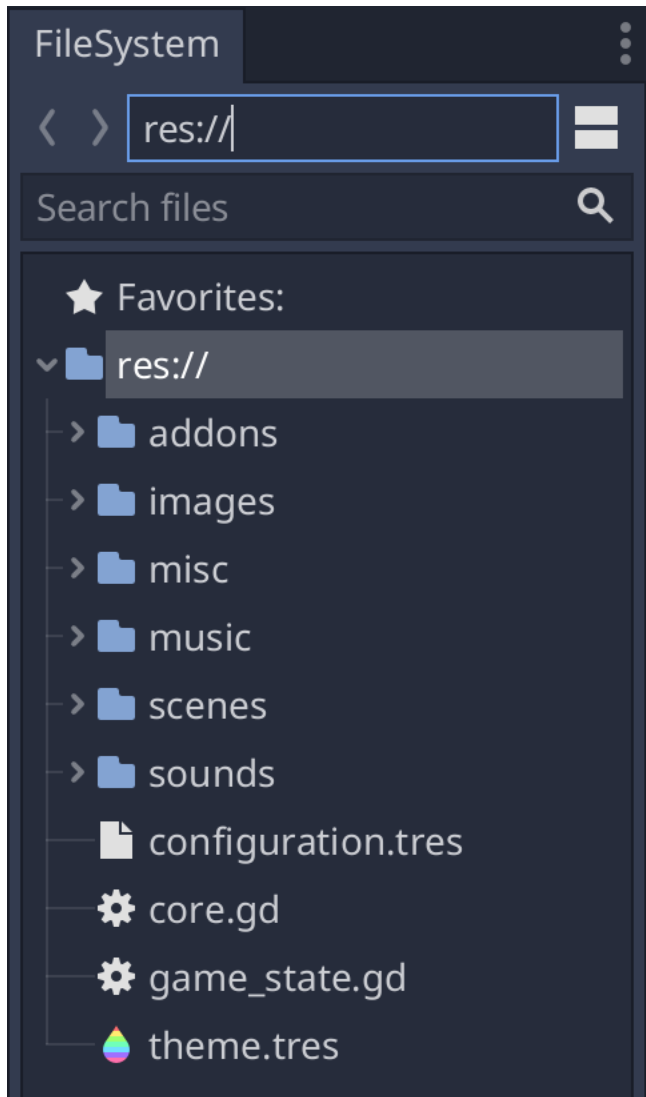 FileSystem
res://
Search files
Favorites:
res://
addons
images
misc
music
scenes
sounds
configuration.tres
core.gd
game_state.gd
theme.tres